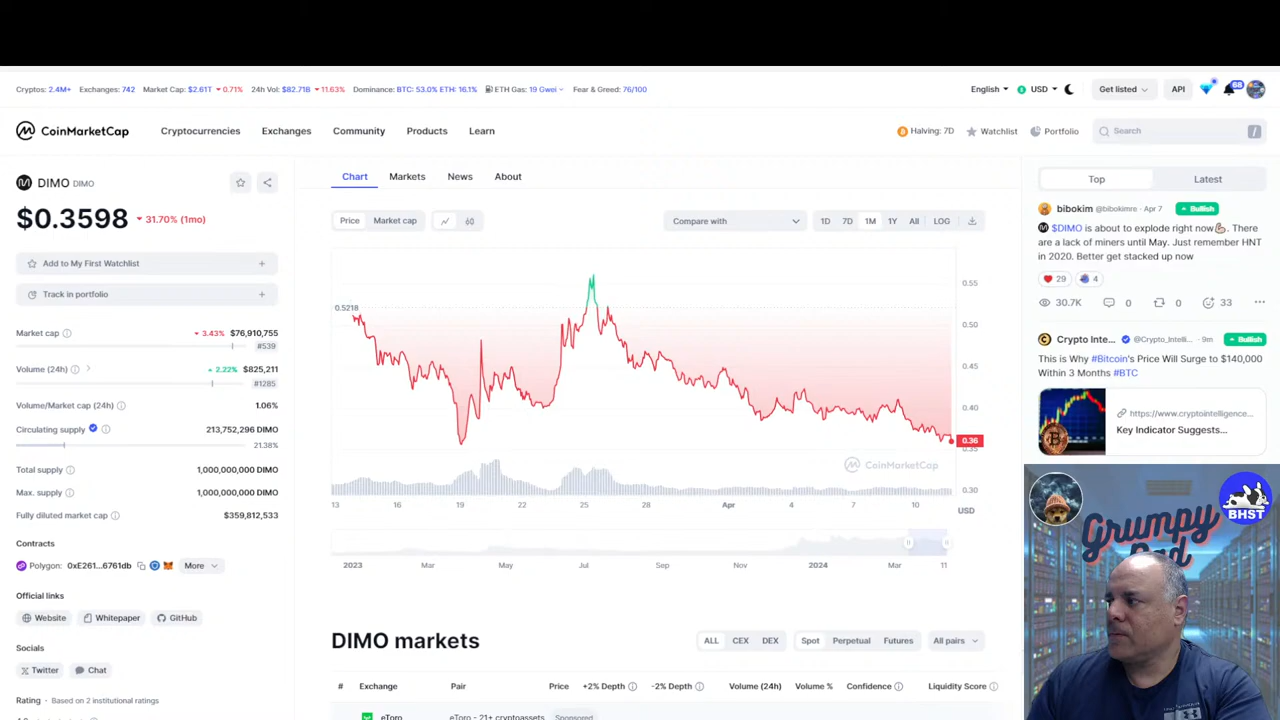 Cryptos: 2.4M+ Exchanges: 742 Market Cap: $2.61T 0.71% 24h Vol: $82.71B 11.63% Dominance: BTC: 53.0% ETH: 16.1% ETH Gas: 19 Gwei Fear & Greed: 76/100 English USD Get listed API 68
CoinMarketCap Cryptocurrencies Exchanges Community Products Learn Halving: 7D Watchlist Portfolio Search /
DIMO DIMO
$0.3598 31.70% (1mo)
Add to My First Watchlist +
Track in portfolio +
Market cap 3.43% $76,910,755
#539
Volume (24h) 2.22% $825,211
#1285
Volume/Market cap (24h) 1.06%
Circulating supply 213,752,296 DIMO
21.38%
Total supply 1,000,000,000 DIMO
Max. supply 1,000,000,000 DIMO
Fully diluted market cap $359,812,533
Contracts
Polygon: 0xE261...6761db More
Official links
Website Whitepaper GitHub
Socials
Twitter Chat
Rating Based on 2 institutional ratings
Chart Markets News About
Price Market cap Compare with 1D 7D 1M 1Y All LOG
0.5218
0.55
0.50
0.45
0.40
0.36
0.35
0.30
CoinMarketCap
13 16 19 22 25 28 Apr 4 7 10 USD
2023 Mar May Jul Sep Nov 2024 Mar 11
DIMO markets ALL CEX DEX Spot Perpetual Futures All pairs
# Exchange Pair Price +2% Depth -2% Depth Volume (24h) Volume % Confidence Liquidity Score
eToro eToro - 21+ cryptoassets Sponsored
Top Latest
bibokim @bibokimre · Apr 7 Bullish
$DIMO is about to explode right now. There
are a lack of miners until May. Just remember HNT
in 2020. Better get stacked up now
29 4
30.7K 0 0 33
Crypto Inte... @Crypto_Intelli... · 9m Bullish
This is Why #Bitcoin's Price Will Surge to $140,000
Within 3 Months #BTC
https://www.cryptointelligence...
Key Indicator Suggests...
BHST
Grumpy